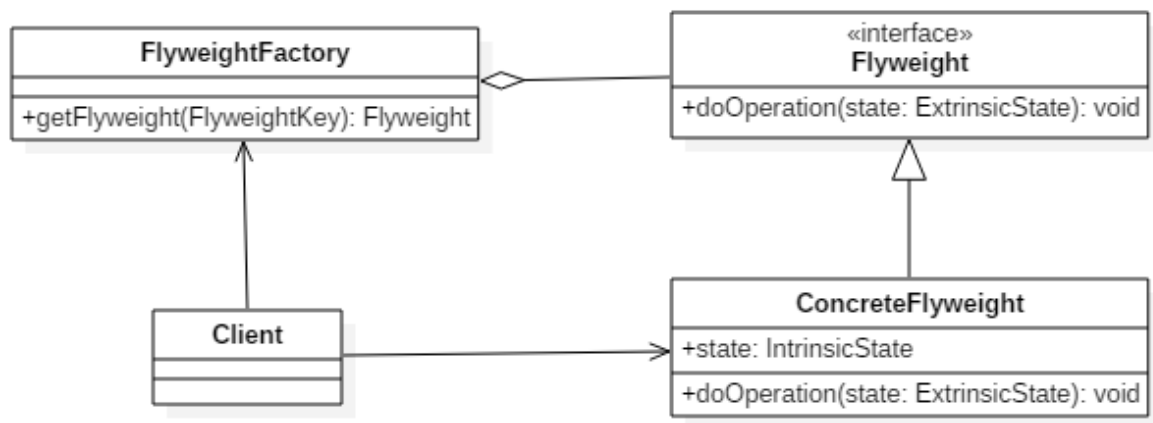 FlyweightFactory
+getFlyweight(FlyweightKey): Flyweight
«interface»
Flyweight
+doOperation(state: ExtrinsicState): void
Client
ConcreteFlyweight
+state: IntrinsicState
+doOperation(state: ExtrinsicState): void